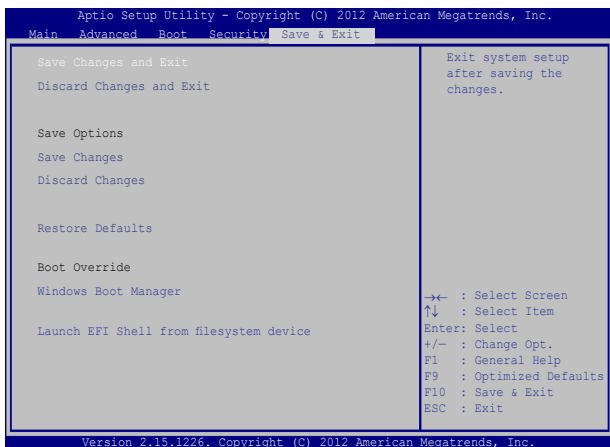 Aptio Setup Utility - Copyright (C) 2012 American Megatrends, Inc.
Main Advanced Boot Security Save & Exit
Save Changes and Exit
Discard Changes and Exit
Save Options
Save Changes
Discard Changes
Restore Defaults
Boot Override
Windows Boot Manager
Launch EFI Shell from filesystem device
Exit system setup
after saving the
changes.
→← : Select Screen
↑↓ : Select Item
Enter: Select
+/— : Change Opt.
F1 : General Help
F9 : Optimized Defaults
F10 : Save & Exit
ESC : Exit
Version 2.15.1226. Copyright (C) 2012 American Megatrends, Inc.